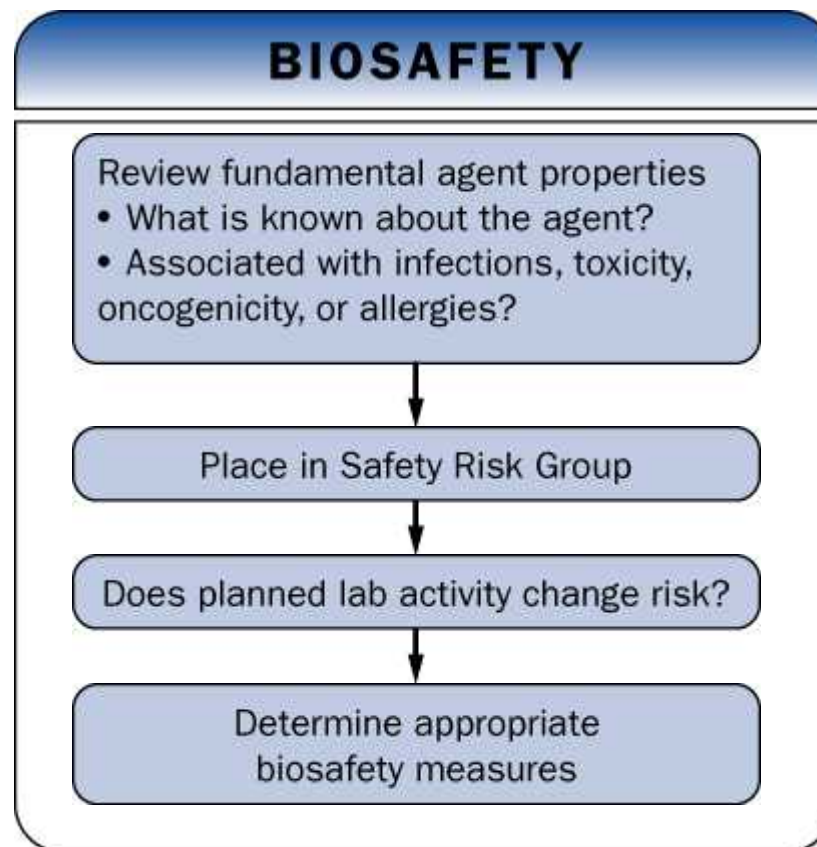 BIOSAFETY
Review fundamental agent properties
• What is known about the agent?
• Associated with infections, toxicity,
oncogenicity, or allergies?
Place in Safety Risk Group
Does planned lab activity change risk?
Determine appropriate
biosafety measures